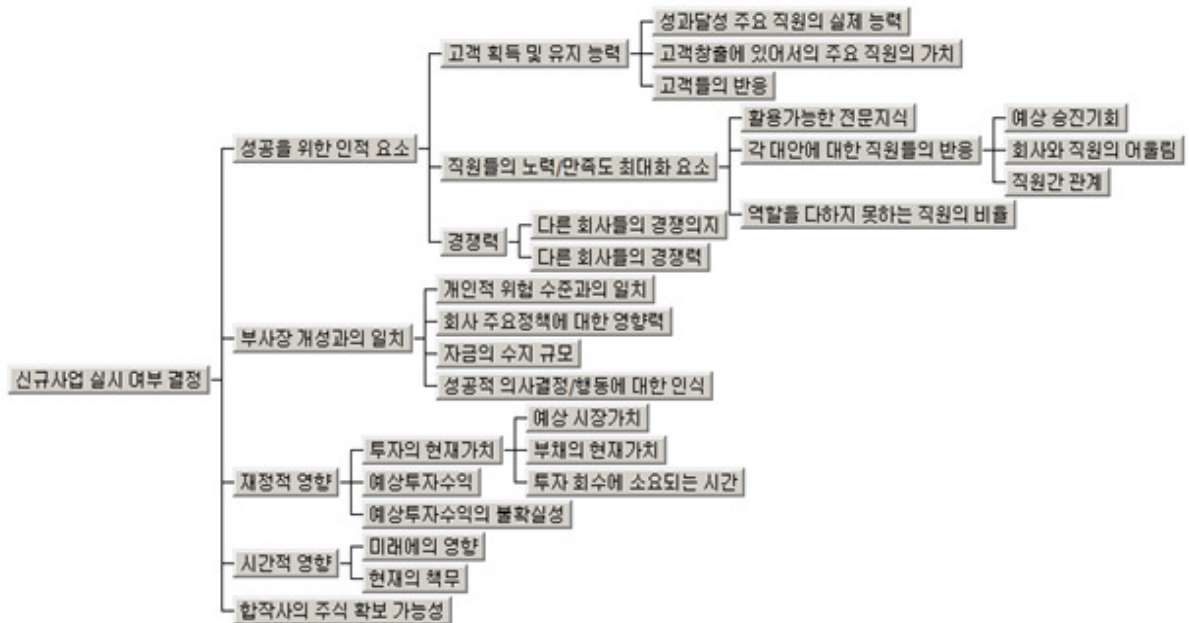 신규사업 실시 여부 결정
성공을 위한 인적 요소
고객 획득 및 유지 능력
성과달성 주요 직원의 실제 능력
고객창출에 있어서의 주요 직원의 가치
고객들의 반응
직원들의 노력/만족도 최대화 요소
활용가능한 전문지식
각 대안에 대한 직원들의 반응
예상 승진기회
회사와 직원의 어울림
직원간 관계
역할을 다하지 못하는 직원의 비율
경쟁력
다른 회사들의 경쟁의지
다른 회사들의 경쟁력
부사장 개성과의 일치
개인적 위험 수준과의 일치
회사 주요정책에 대한 영향력
자금의 수지 규모
성공적 의사결정/행동에 대한 인식
재정적 영향
투자의 현재가치
예상 시장가치
부채의 현재가치
투자 회수에 소요되는 시간
예상투자수익
예상투자수익의 불확실성
시간적 영향
미래에의 영향
현재의 책무
합작사의 주식 확보 가능성